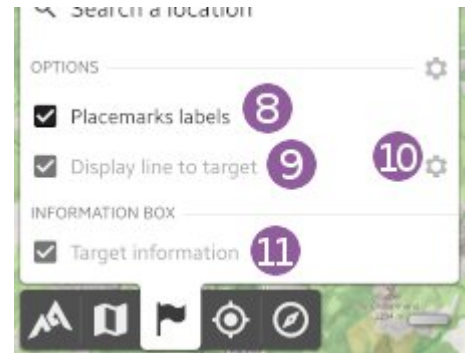 Search a location
OPTIONS
Placemarks labels 8
Display line to target 9 10
INFORMATION BOX
Target information 11